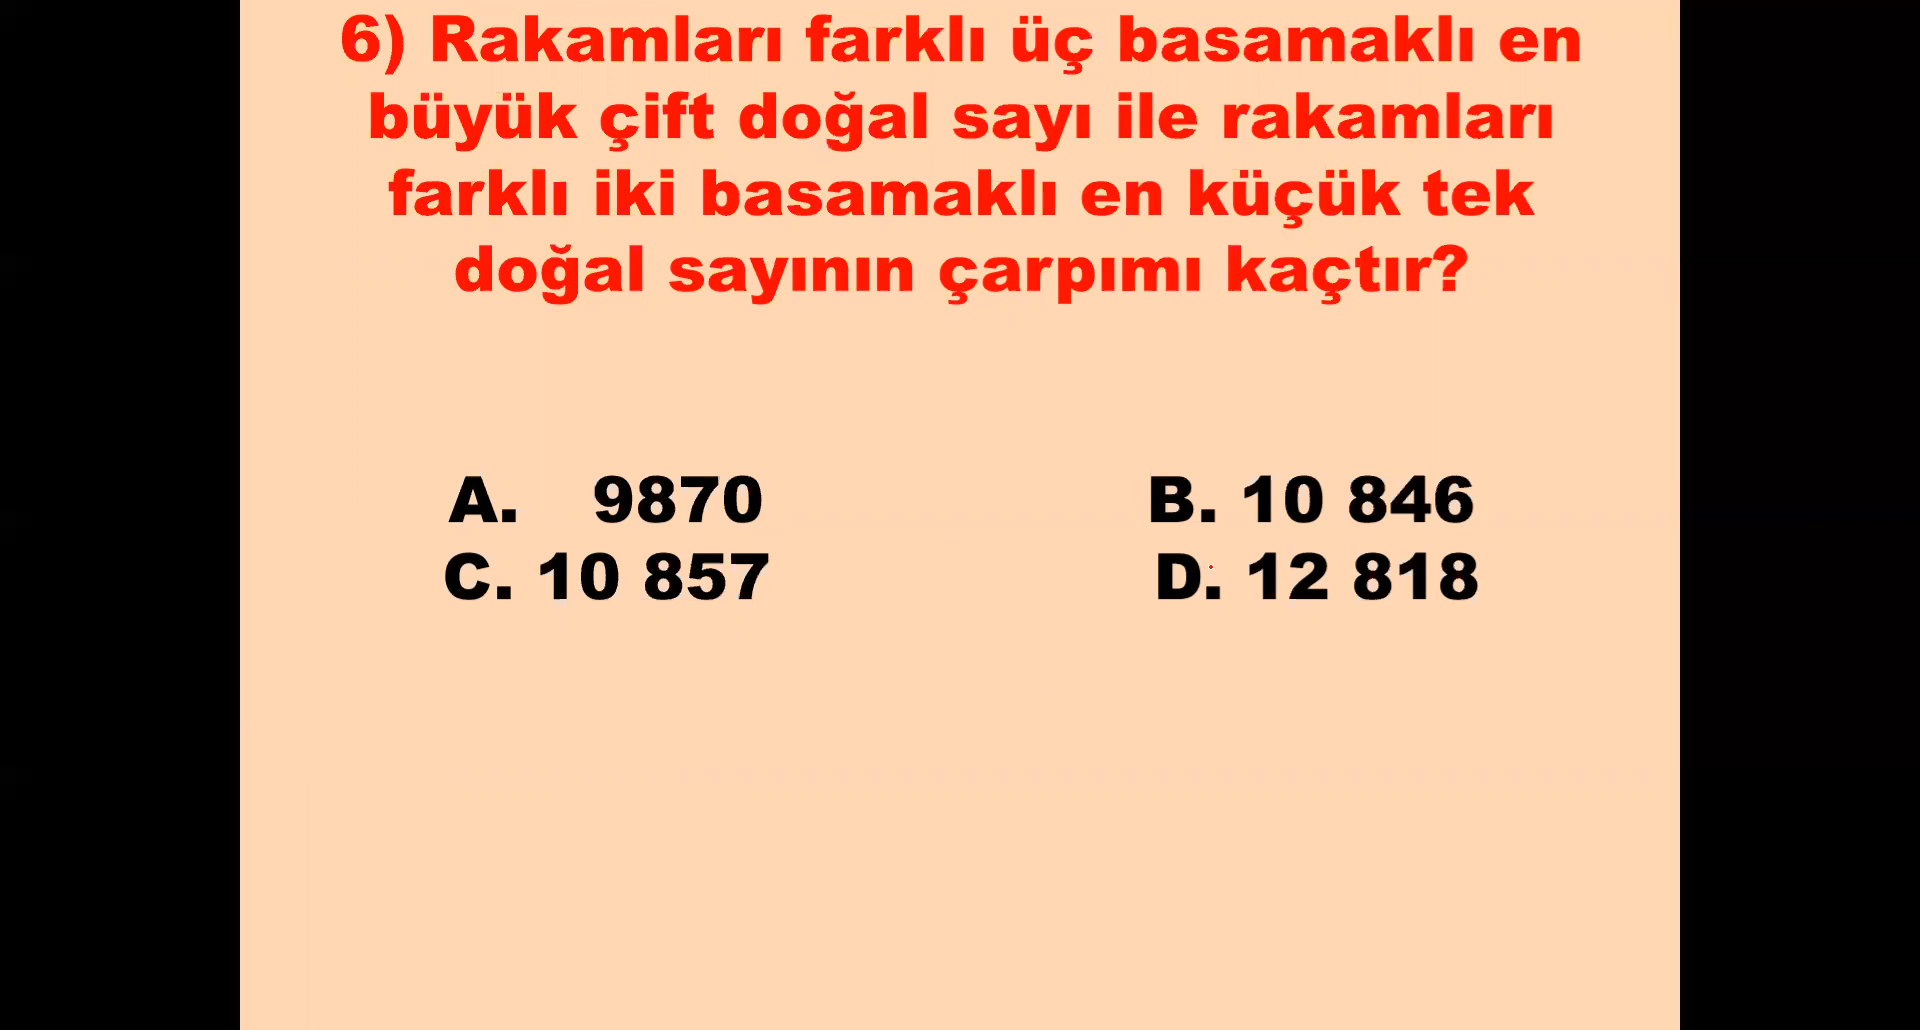 6) Rakamları farklı üç basamaklı en
büyük çift doğal sayı ile rakamları
farklı iki basamaklı en küçük tek
doğal sayının çarpımı kaçtır?
A. 9870 B. 10 846
C. 10 857 D. 12 818